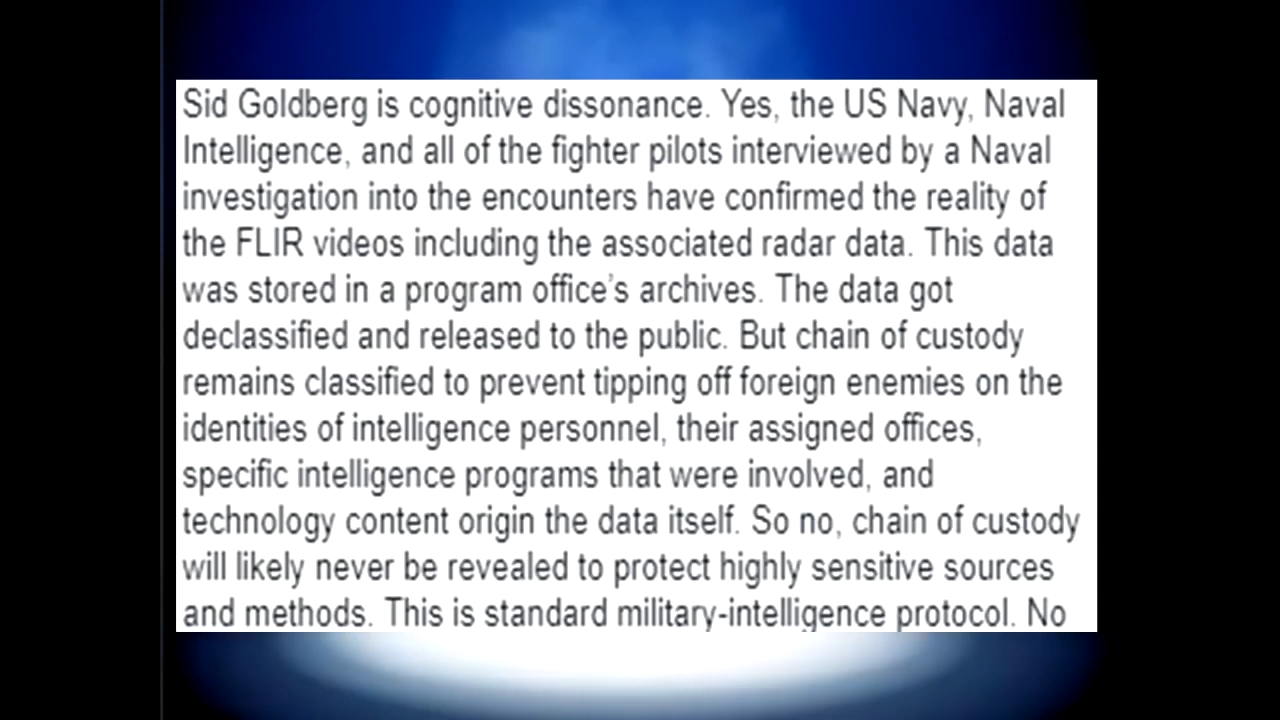 Sid Goldberg is cognitive dissonance. Yes, the US Navy, Naval
Intelligence, and all of the fighter pilots interviewed by a Naval
investigation into the encounters have confirmed the reality of
the FLIR videos including the associated radar data. This data
was stored in a program office's archives. The data got
declassified and released to the public. But chain of custody
remains classified to prevent tipping off foreign enemies on the
identities of intelligence personnel, their assigned offices,
specific intelligence programs that were involved, and
technology content origin the data itself. So no, chain of custody
will likely never be revealed to protect highly sensitive sources
and methods. This is standard military-intelligence protocol. No